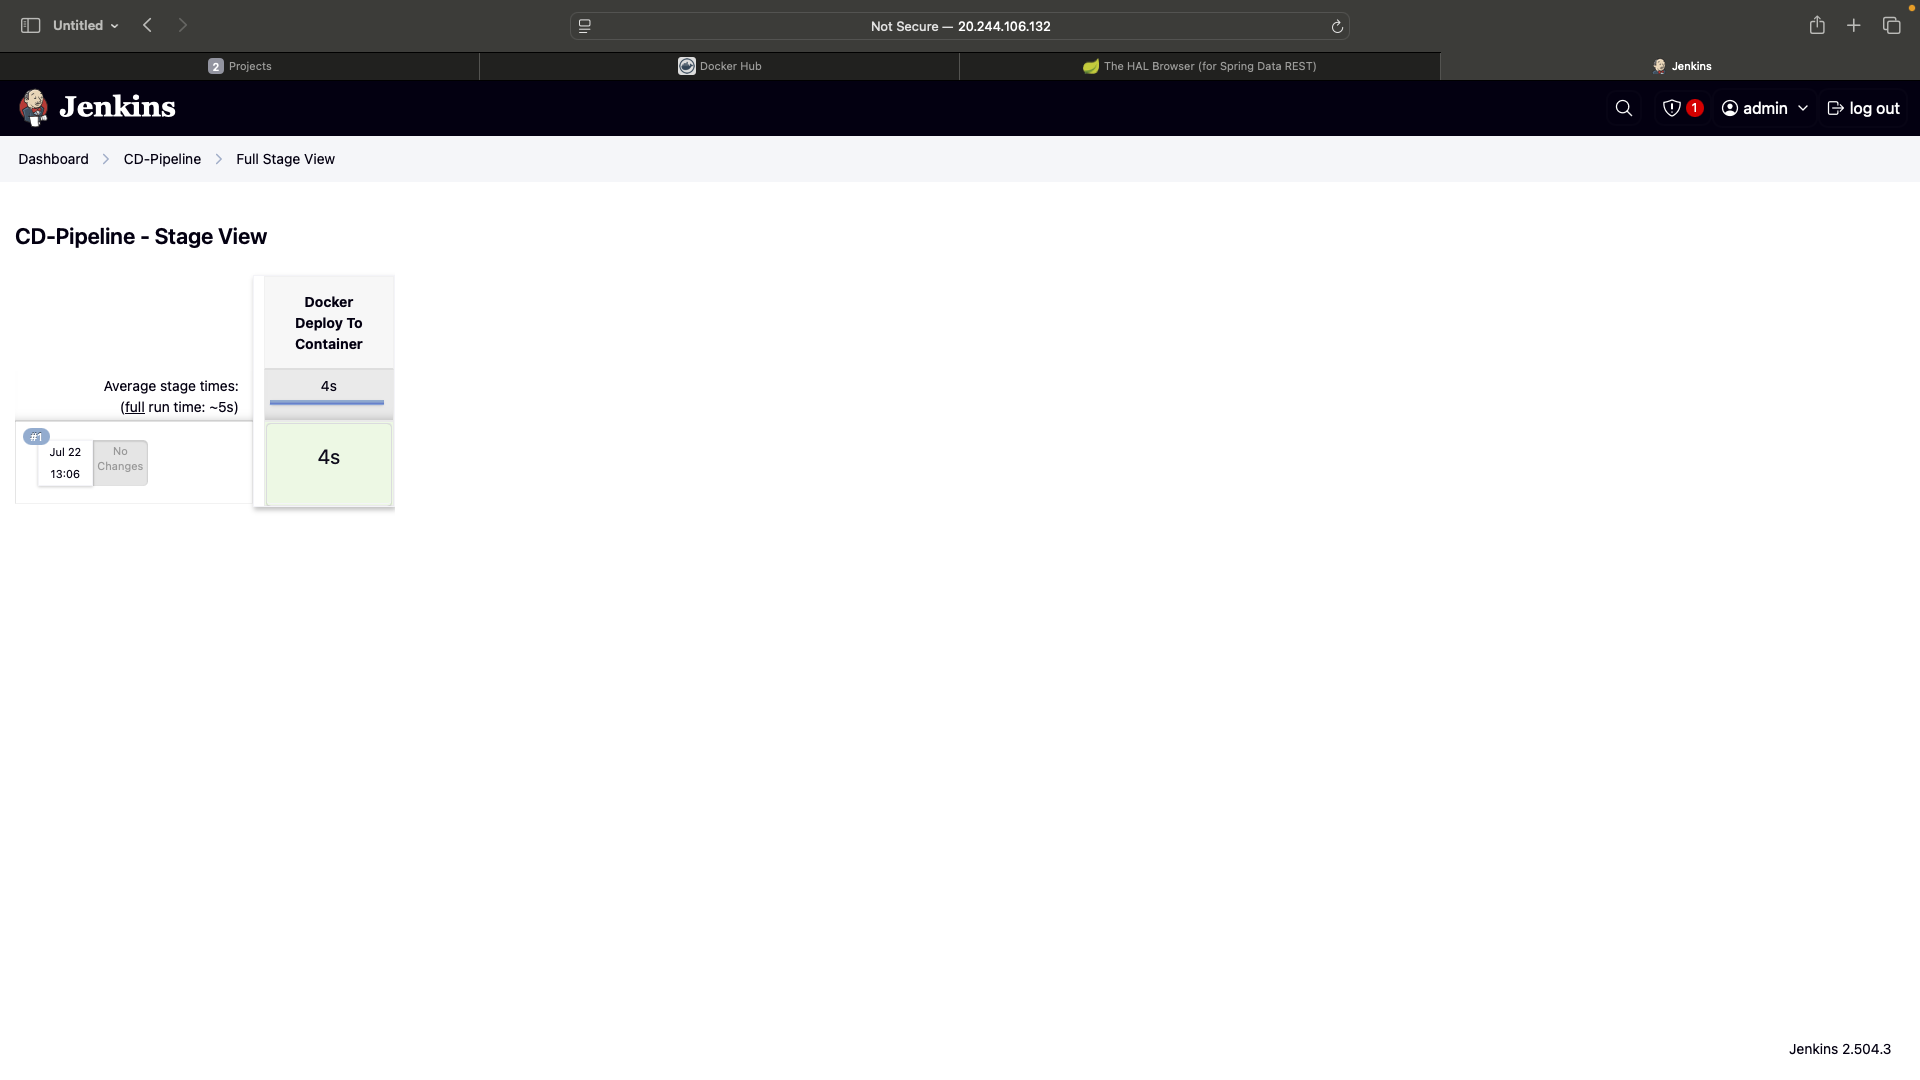 Untitled
Not Secure — 20.244.106.132
2 Projects
Docker Hub
The HAL Browser (for Spring Data REST)
Jenkins
Jenkins
1
admin
log out
Dashboard
CD-Pipeline
Full Stage View
CD-Pipeline - Stage View
Docker
Deploy To
Container
Average stage times:
(full run time: ~5s)
4s
#1
Jul 22
13:06
No
Changes
4s
Jenkins 2.504.3